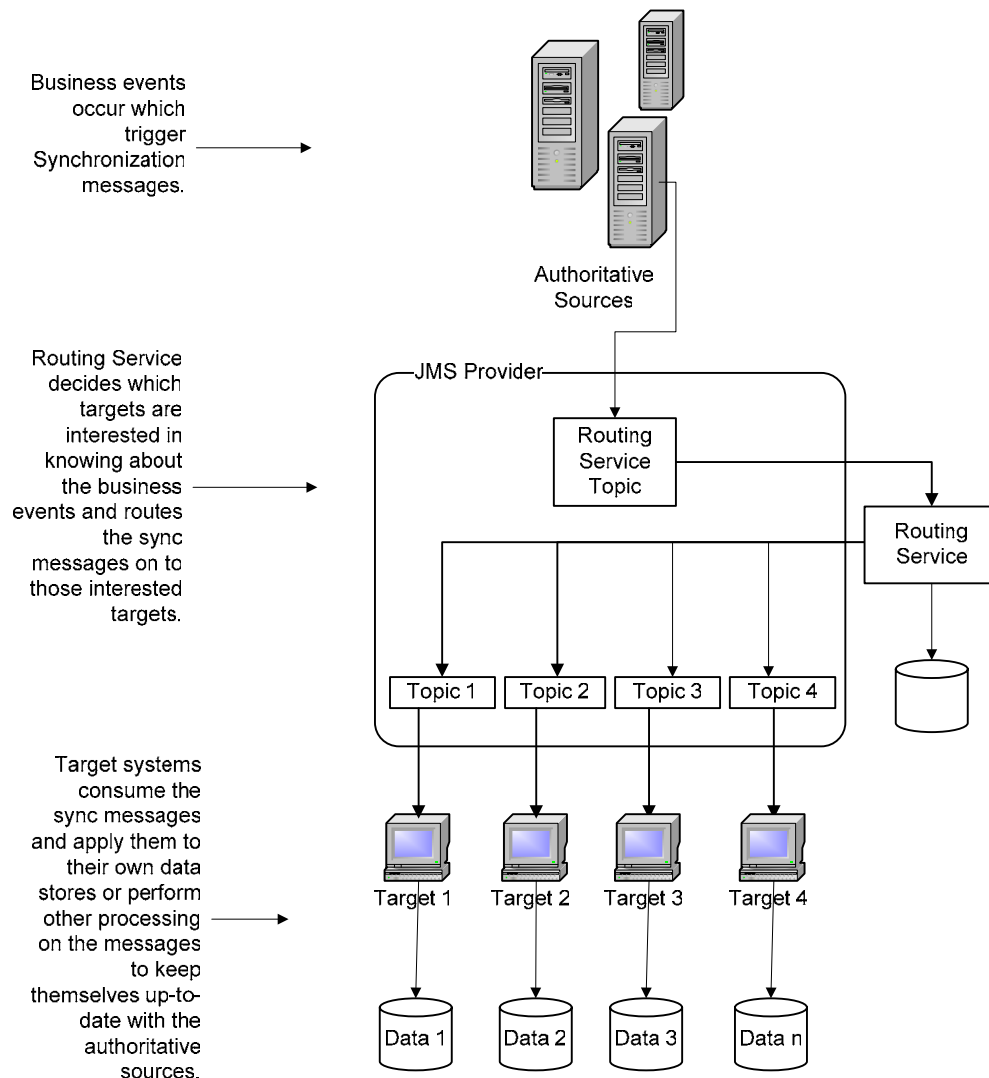 Business events
occur which
trigger
Synchronization
messages.
Authoritative
Sources
Routing Service
decides which
targets are
interested in
knowing about
the business
events and routes
the sync
messages on to
those interested
targets.
JMS Provider
Routing
Service
Topic
Routing
Service
Topic 1
Topic 2
Topic 3
Topic 4
Target systems
consume the
sync messages
and apply them to
their own data
stores or perform
other processing
on the messages
to keep
themselves up-to-
date with the
authoritative
sources.
Target 1
Target 2
Target 3
Target 4
Data 1
Data 2
Data 3
Data n